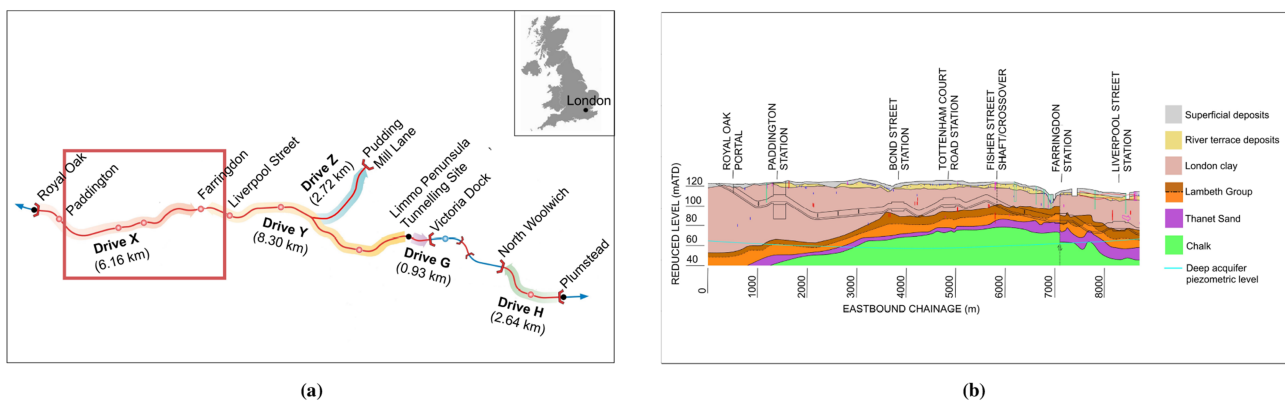 London
Royal Oak
Paddington
Drive X
(6.16 km)
Farringdon
Liverpool Street
Drive Y
(8.30 km)
Drive Z
(2.72 km)
Pudding
Mill Lane
Limmo Penunsula
Tunnelling Site
Victoria Dock
Drive G
(0.93 km)
North Woolwich
Drive H
(2.64 km)
Plumstead
(a)
ROYAL OAK
PORTAL
PADDINGTON
STATION
BOND STREET
STATION
TOTTENHAM COURT
ROAD STATION
FISHER STREET
SHAFT/CROSSOVER
FARRINGDON
STATION
LIVERPOOL STREET
STATION
REDUCED LEVEL (mATD)
120
100
80
60
40
0
1000
2000
3000
4000
5000
6000
7000
8000
EASTBOUND CHAINAGE (m)
Superficial deposits
River terrace deposits
London clay
Lambeth Group
Thanet Sand
Chalk
Deep acquifer
piezometric level
(b)